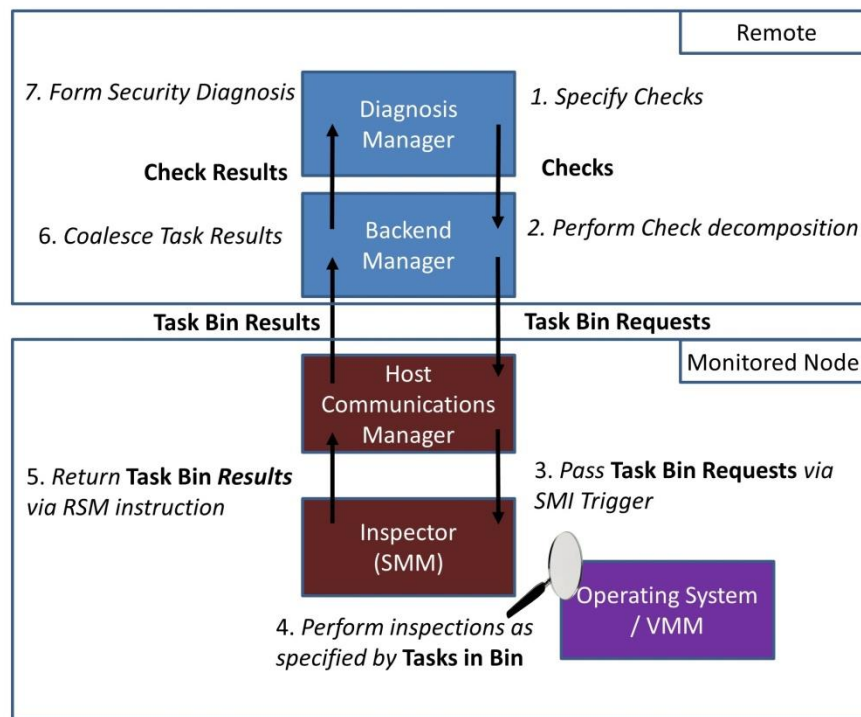 Remote
7. Form Security Diagnosis
Diagnosis
Manager
1. Specify Checks
Check Results
Checks
6. Coalesce Task Results
Backend
Manager
2. Perform Check decomposition
Task Bin Results
Task Bin Requests
Monitored Node
Host
Communications
Manager
5. Return Task Bin Results
via RSM instruction
3. Pass Task Bin Requests via
SMI Trigger
Inspector
(SMM)
Operating System
/ VMM
4. Perform inspections as
specified by Tasks in Bin